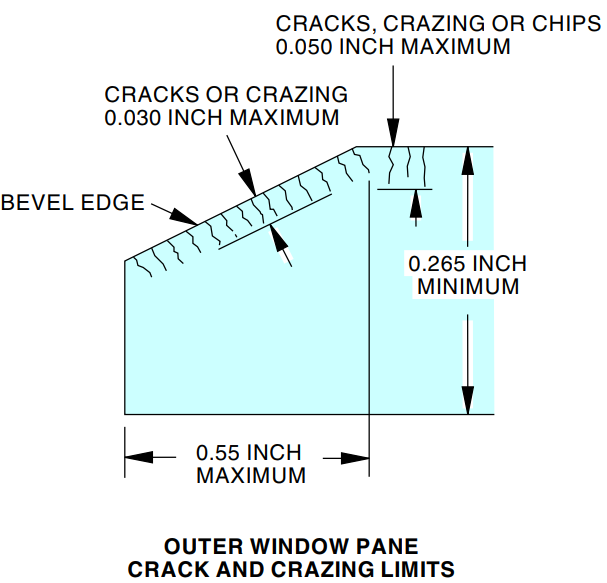 CRACKS, CRAZING OR CHIPS
0.050 INCH MAXIMUM
CRACKS OR CRAZING
0.030 INCH MAXIMUM
BEVEL EDGE
0.265 INCH
MINIMUM
0.55 INCH
MAXIMUM
OUTER WINDOW PANE
CRACK AND CRAZING LIMITS